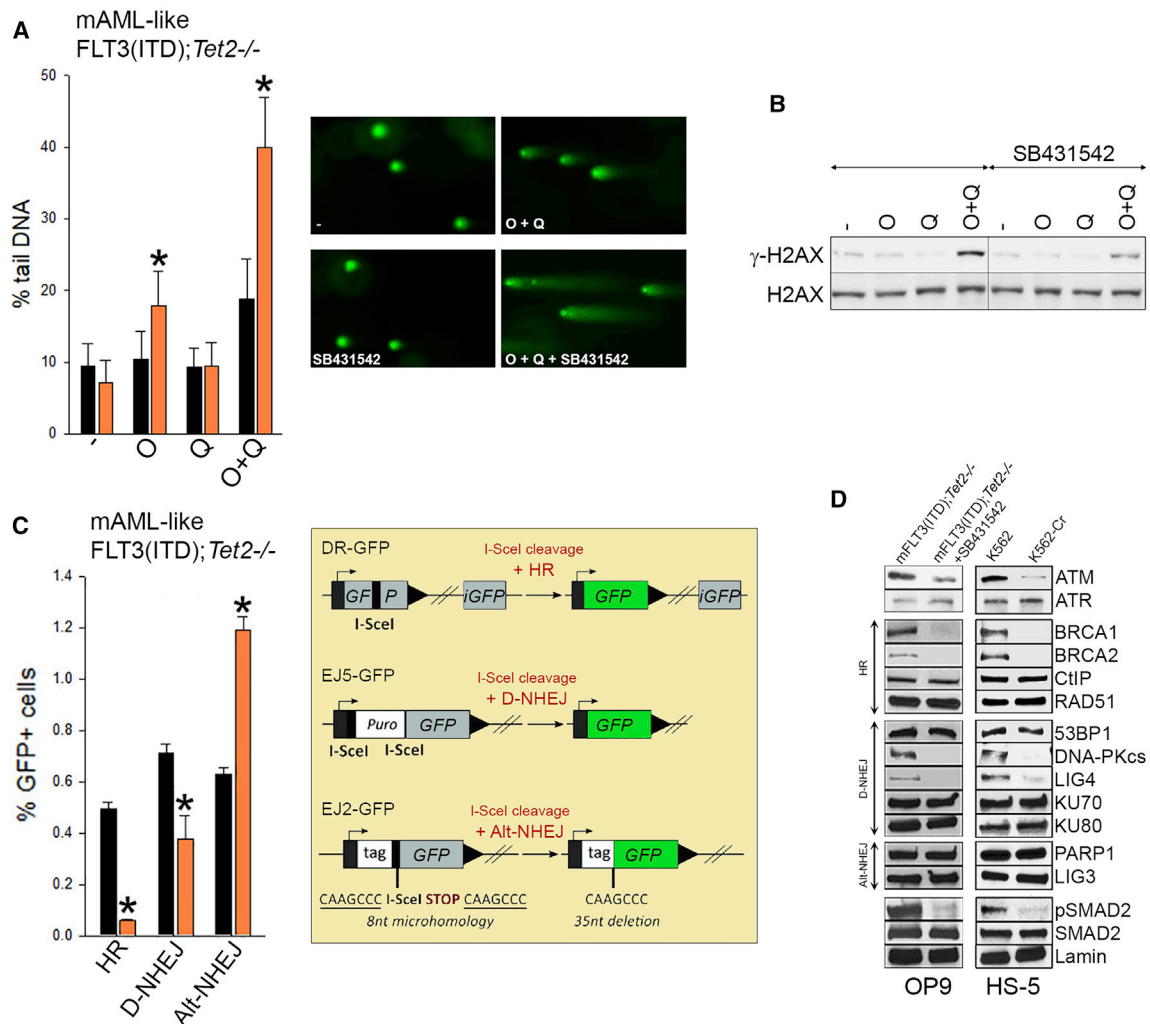 A
mAML-like
FLT3(ITD);Tet2-/-
% tail DNA
50
40
30
20
10
0
*
*
-
O
Q
O+Q
-
O + Q
SB431542
O + Q + SB431542
B
SB431542
-
O
Q
O+Q
-
O
Q
O+Q
γ-H2AX
H2AX
C
mAML-like
FLT3(ITD);Tet2-/-
% GFP+ cells
1.4
1.2
1.0
0.8
0.6
0.4
0.2
0.0
*
*
*
HR
D-NHEJ
Alt-NHEJ
DR-GFP
I-SceI cleavage
+ HR
GF P
iGFP
GFP
iGFP
I-SceI
EJ5-GFP
I-SceI cleavage
+ D-NHEJ
Puro
GFP
GFP
I-SceI I-SceI
EJ2-GFP
I-SceI cleavage
+ Alt-NHEJ
tag
GFP
tag
GFP
CAAGCCC I-SceI STOP CAAGCCC
CAAGCCC
8nt microhomology
35nt deletion
D
mFLT3(ITD);Tet2-/-
mFLT3(ITD);Tet2-/-
+SB431542
K562
K562-Cr
ATM
ATR
HR
BRCA1
BRCA2
CtIP
RAD51
D-NHEJ
53BP1
DNA-PKcs
LIG4
KU70
KU80
Alt-NHEJ
PARP1
LIG3
pSMAD2
SMAD2
Lamin
OP9
HS-5